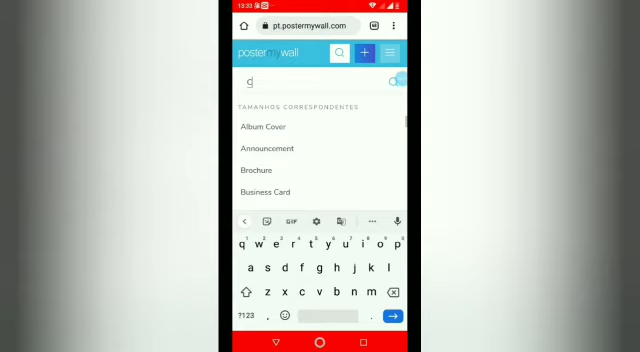 13:33
pt.postermywall.com
postermywall
TAMANHOS CORRESPONDENTES
Album Cover
Announcement
Brochure
Business Card
GIF
q w e r t y u i o p
a s d f g h j k l
z x c v b n m
?123 , .